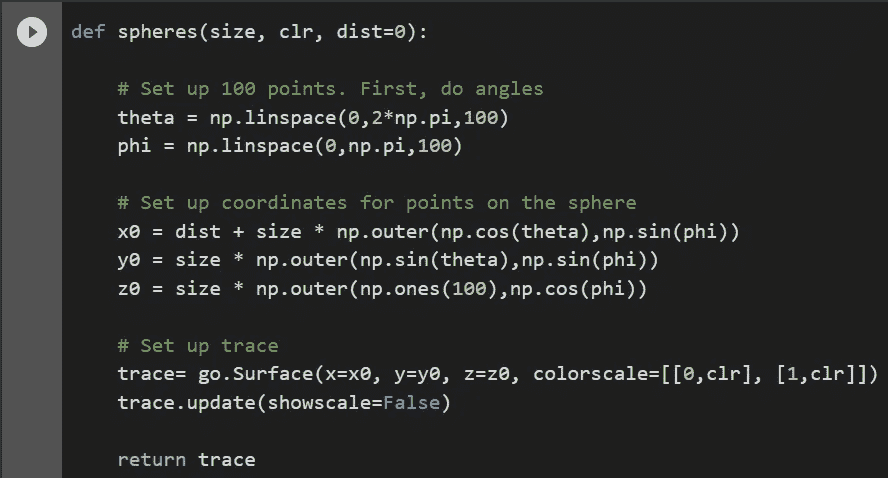 def spheres(size, clr, dist=0):
# Set up 100 points. First, do angles
theta = np.linspace(0,2*np.pi,100)
phi = np.linspace(0,np.pi,100)
# Set up coordinates for points on the sphere
x0 = dist + size * np.outer(np.cos(theta),np.sin(phi))
y0 = size * np.outer(np.sin(theta),np.sin(phi))
z0 = size * np.outer(np.ones(100),np.cos(phi))
# Set up trace
trace= go.Surface(x=x0, y=y0, z=z0, colorscale=[[0,clr], [1,clr]])
trace.update(showscale=False)
return trace